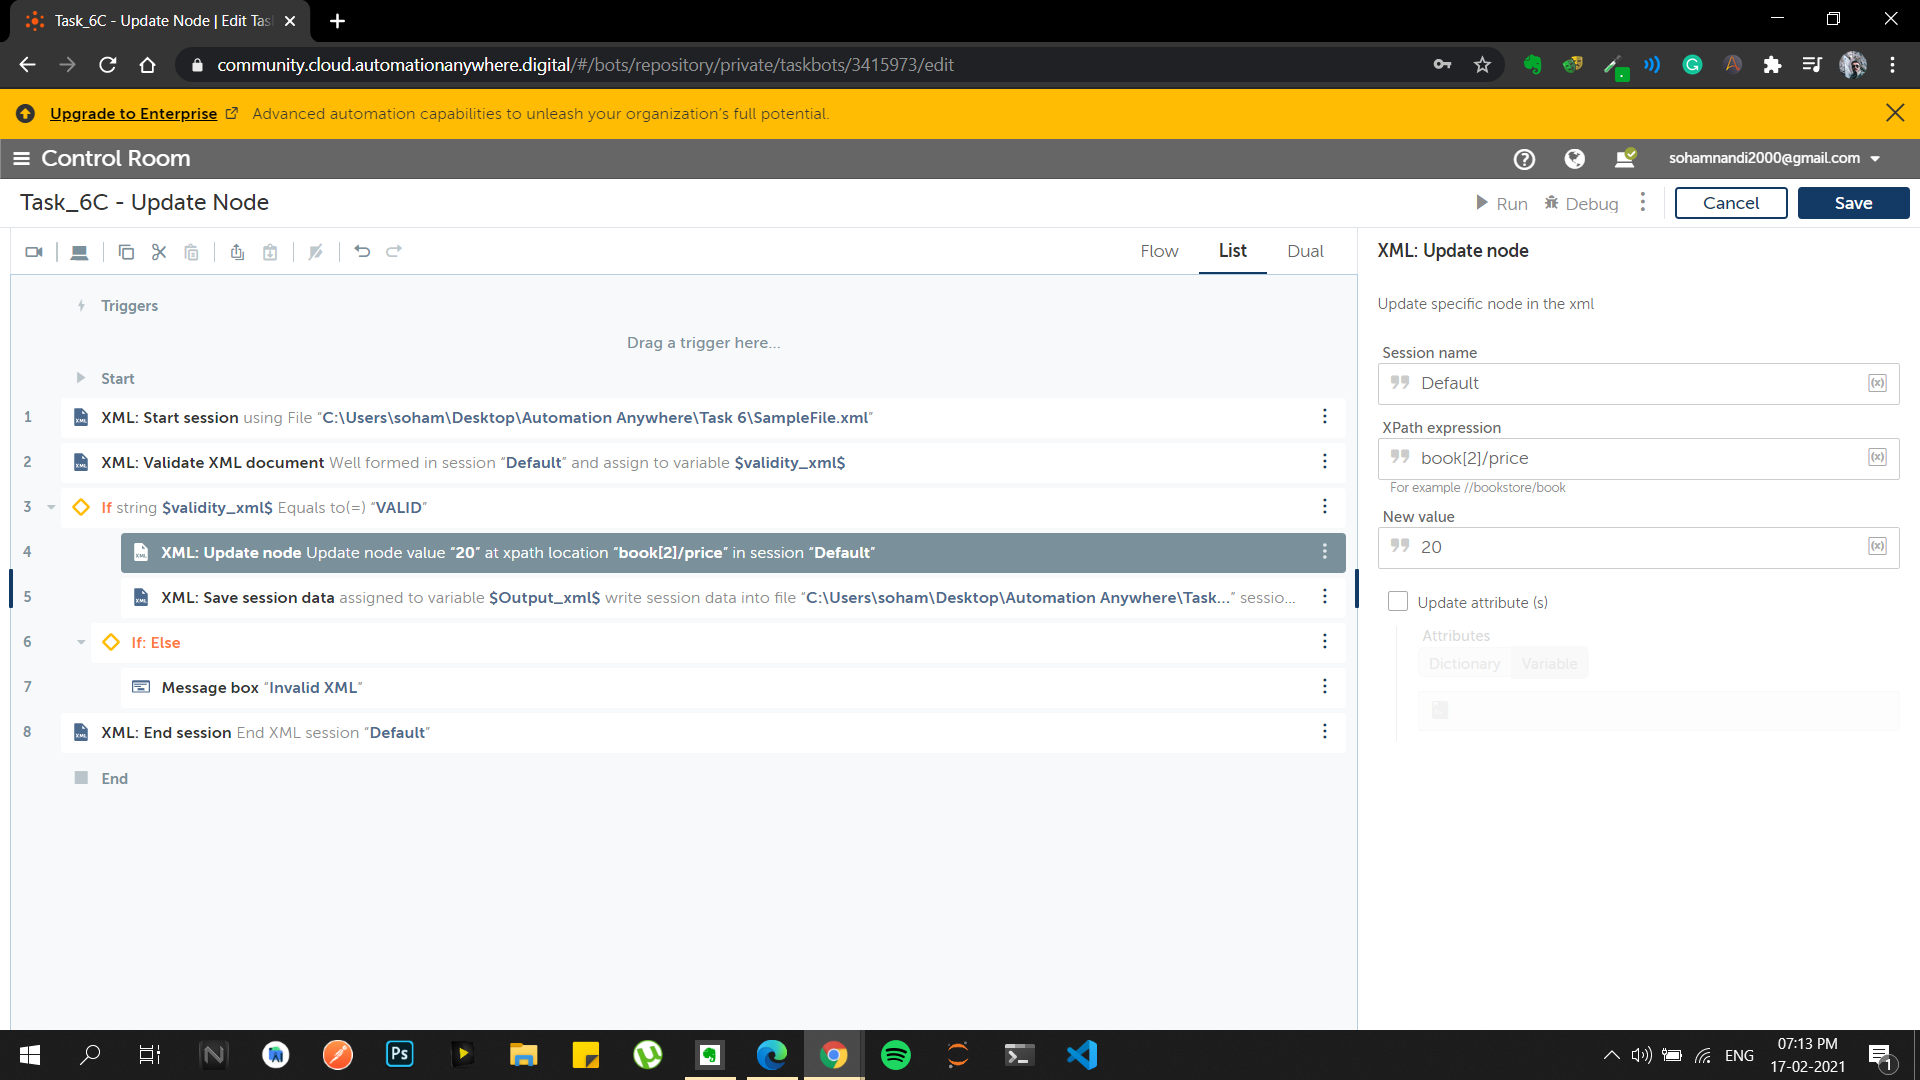 Task_6C - Update Node | Edit Tas
community.cloud.automationanywhere.digital/#/bots/repository/private/taskbots/3415973/edit
Upgrade to Enterprise Advanced automation capabilities to unleash your organization's full potential.
Control Room
sohamnandi2000@gmail.com
Task_6C - Update Node
Run Debug Cancel Save
Flow List Dual
Triggers
Drag a trigger here...
Start
1 XML: Start session using File “C:\Users\soham\Desktop\Automation Anywhere\Task 6\SampleFile.xml”
2 XML: Validate XML document Well formed in session “Default” and assign to variable $validity_xml$
3 If string $validity_xml$ Equals to(=) “VALID”
4 XML: Update node Update node value “20” at xpath location “book[2]/price” in session “Default”
5 XML: Save session data assigned to variable $Output_xml$ write session data into file “C:\Users\soham\Desktop\Automation Anywhere\Task...” sessio...
6 If: Else
7 Message box “Invalid XML”
8 XML: End session End XML session “Default”
End
XML: Update node
Update specific node in the xml
Session name
Default
(x)
XPath expression
book[2]/price
(x)
For example //bookstore/book
New value
20
(x)
Update attribute (s)
Attributes
Dictionary Variable
ENG
07:13 PM
17-02-2021
1